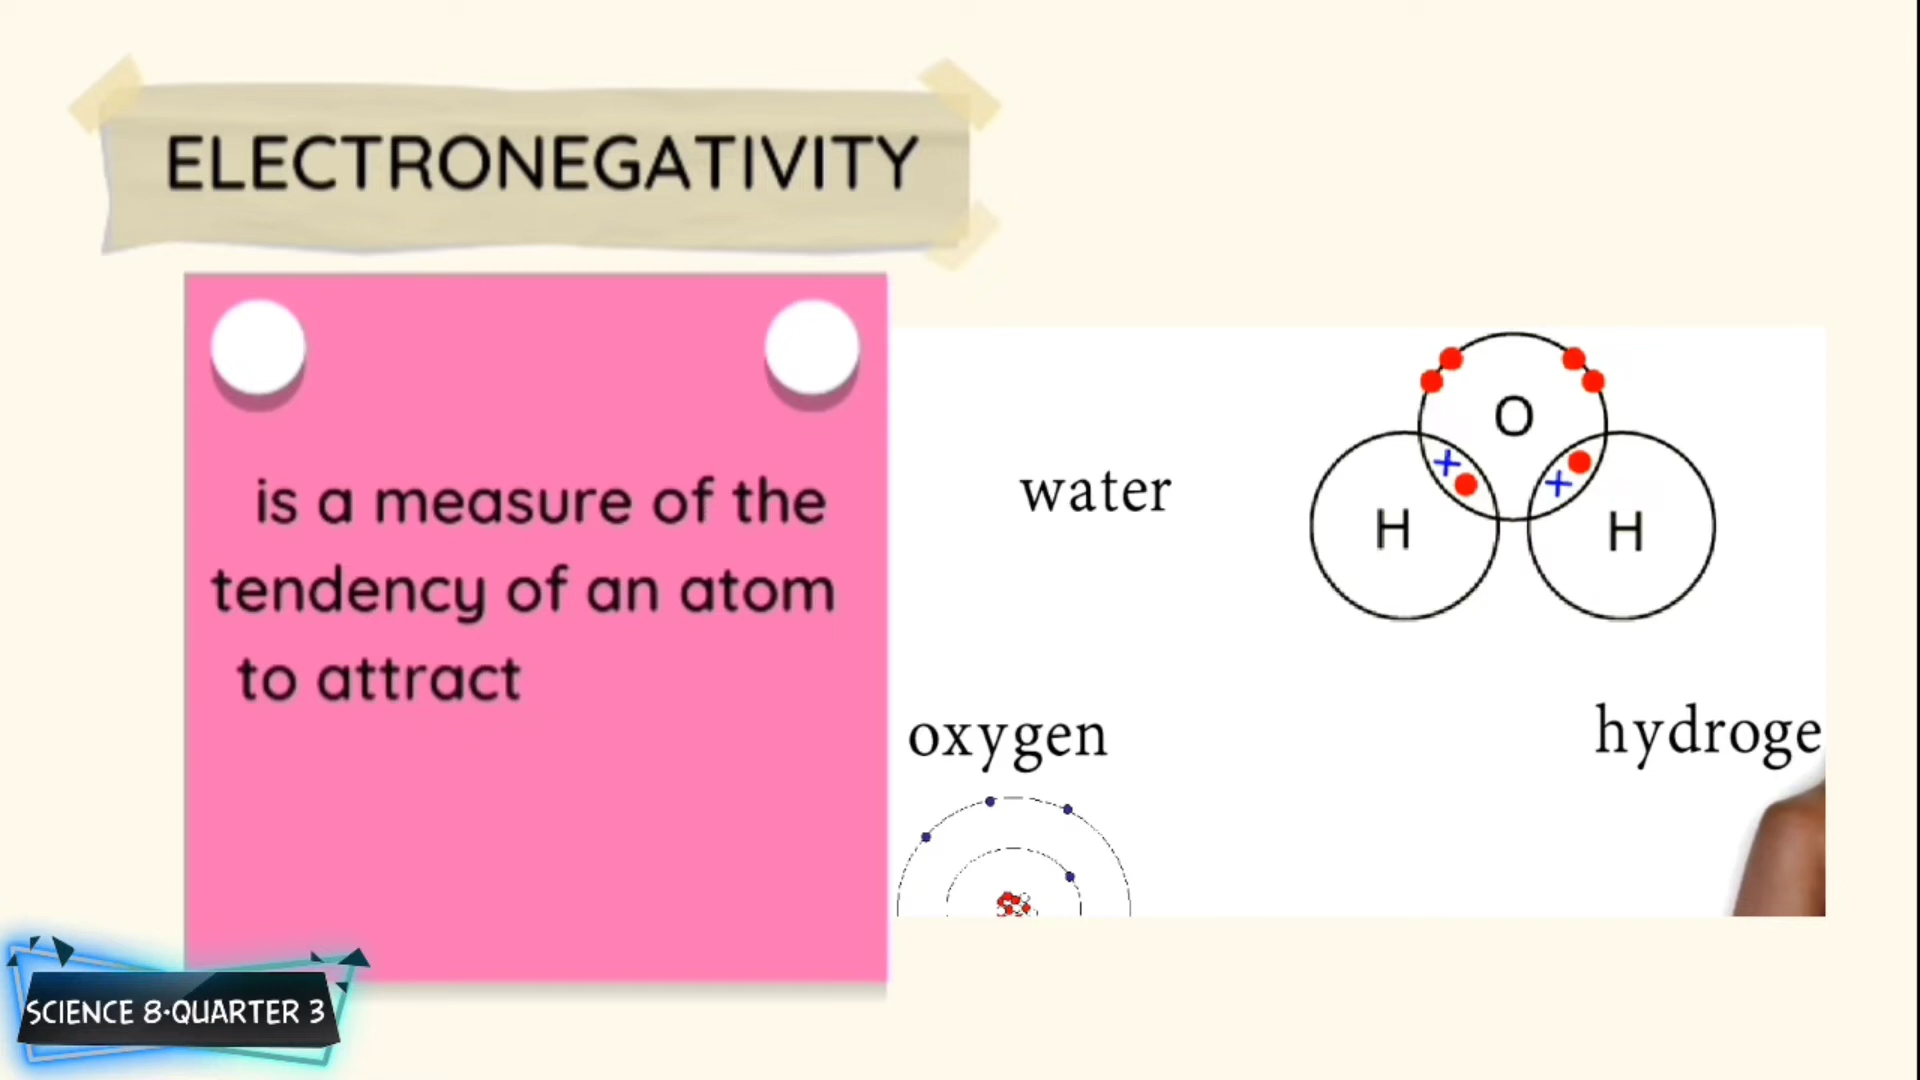 ELECTRONEGATIVITY
is a measure of the
tendency of an atom
to attract
water
O
H
H
oxygen
hydroge
SCIENCE 8·QUARTER 3